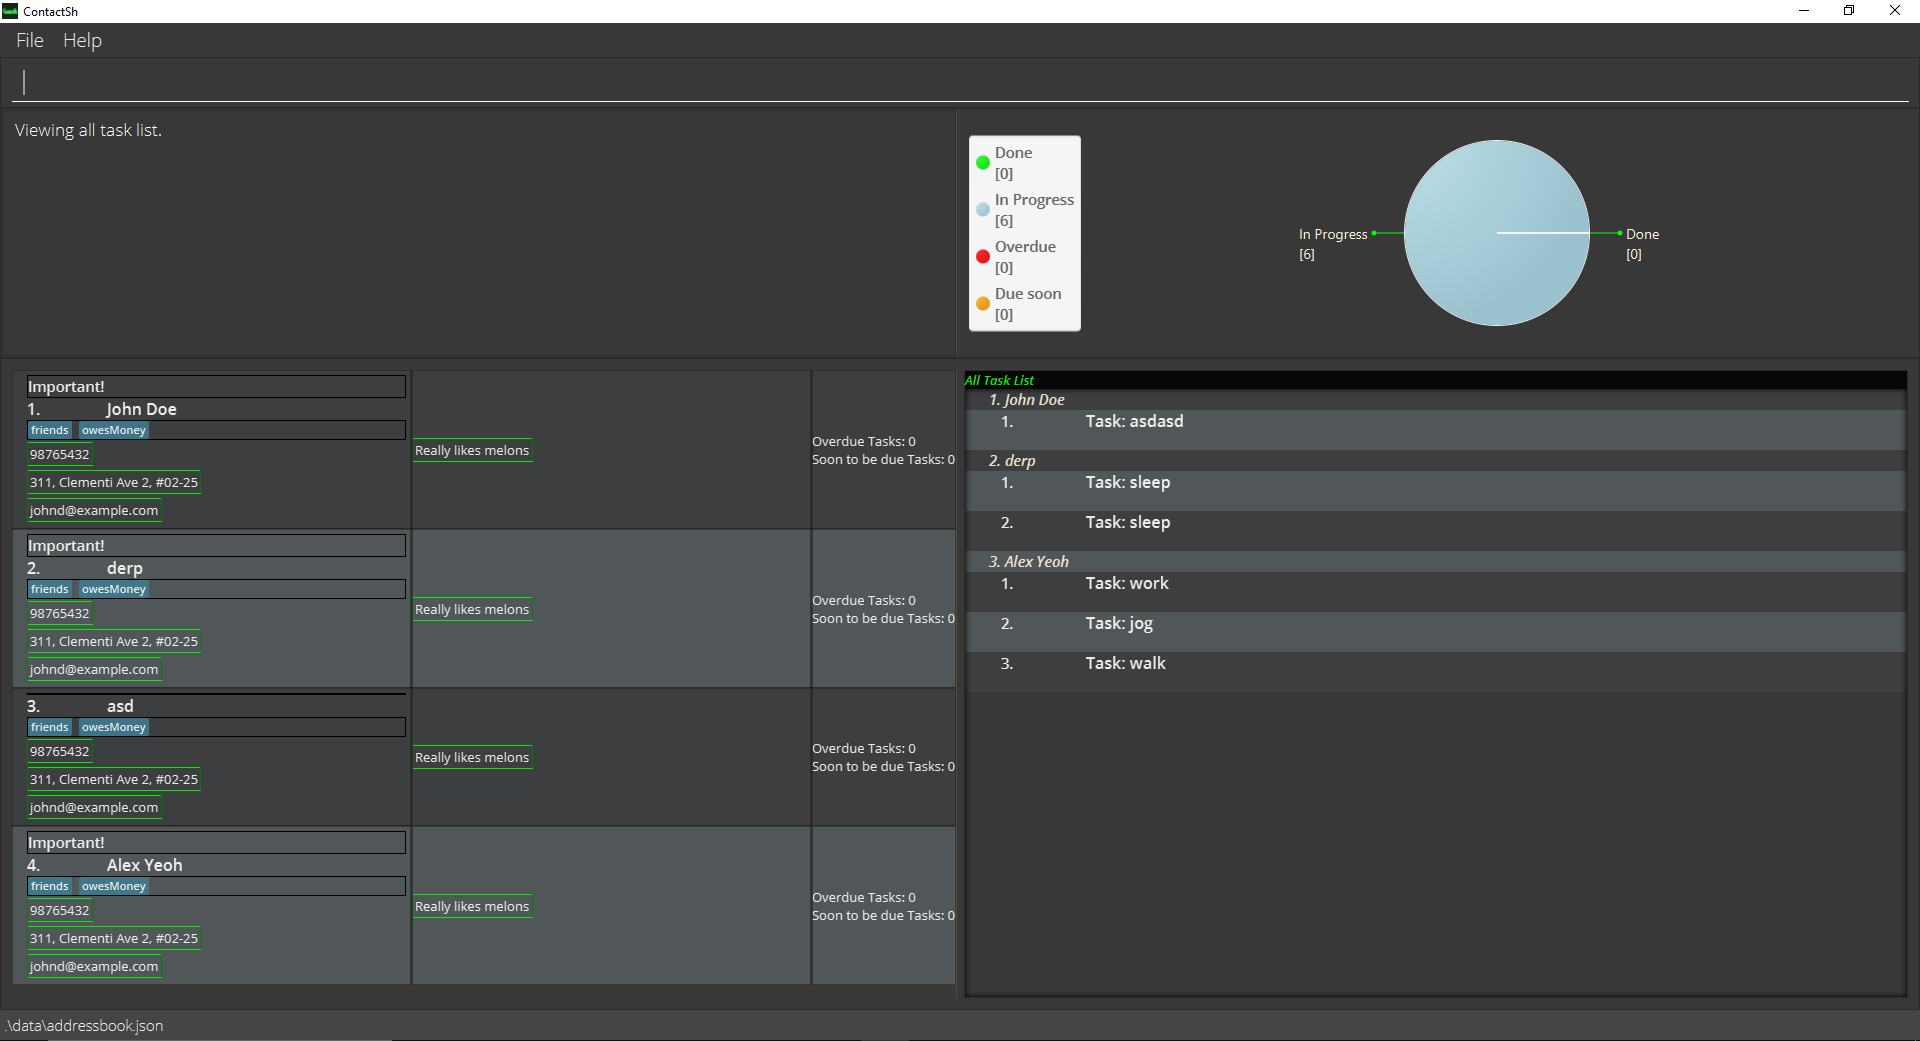 ContactSh
File Help
Viewing all task list.
Done
[0]
In Progress
[6]
Overdue
[0]
Due soon
[0]
In Progress
[6]
Done
[0]
Important!
1. John Doe
friends owesMoney
98765432
311, Clementi Ave 2, #02-25
johnd@example.com
Really likes melons
Overdue Tasks: 0
Soon to be due Tasks: 0
Important!
2. derp
friends owesMoney
98765432
311, Clementi Ave 2, #02-25
johnd@example.com
Really likes melons
Overdue Tasks: 0
Soon to be due Tasks: 0
3. asd
friends owesMoney
98765432
311, Clementi Ave 2, #02-25
johnd@example.com
Really likes melons
Overdue Tasks: 0
Soon to be due Tasks: 0
Important!
4. Alex Yeoh
friends owesMoney
98765432
311, Clementi Ave 2, #02-25
johnd@example.com
Really likes melons
Overdue Tasks: 0
Soon to be due Tasks: 0
All Task List
1. John Doe
1. Task: asdasd
2. derp
1. Task: sleep
2. Task: sleep
3. Alex Yeoh
1. Task: work
2. Task: jog
3. Task: walk
.\data\addressbook.json